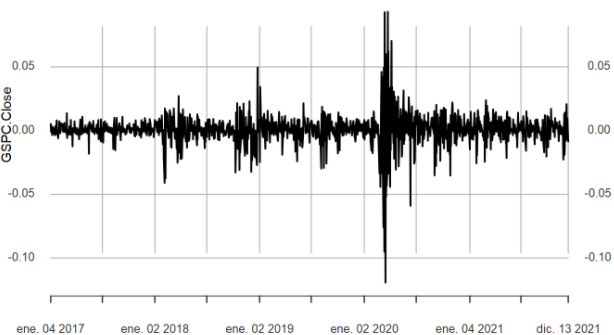 0.05
0.00
-0.05
-0.10
GSPC.Close
0.05
0.00
-0.05
-0.10
ene. 04 2017
ene. 02 2018
ene. 02 2019
ene. 02 2020
ene. 04 2021
dic. 13 2021